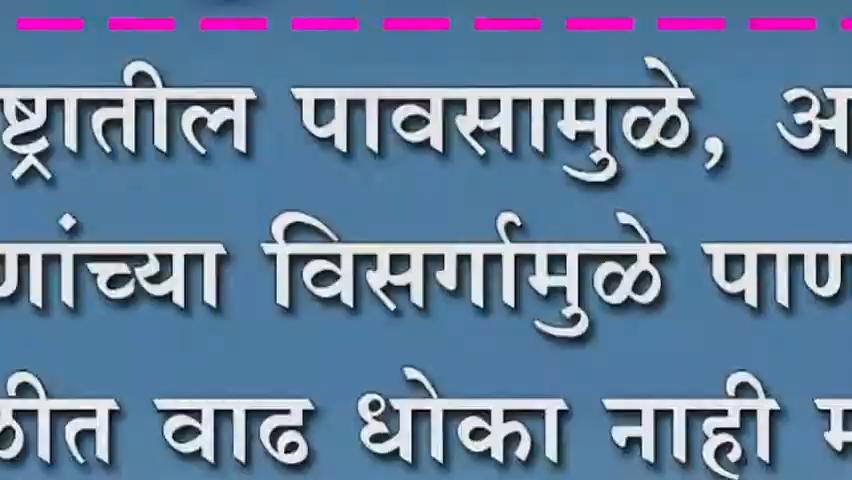 ष्ट्रातील पावसामुळे, अ
णांच्या विसर्गामुळे पाण
ळीत वाढ धोका नाही म